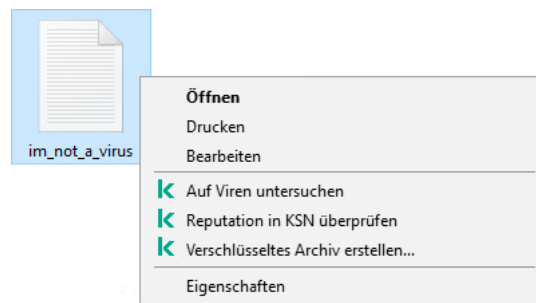 im_not_a_virus
Öffnen
Drucken
Bearbeiten
Auf Viren untersuchen
Reputation in KSN überprüfen
Verschlüsseltes Archiv erstellen...
Eigenschaften